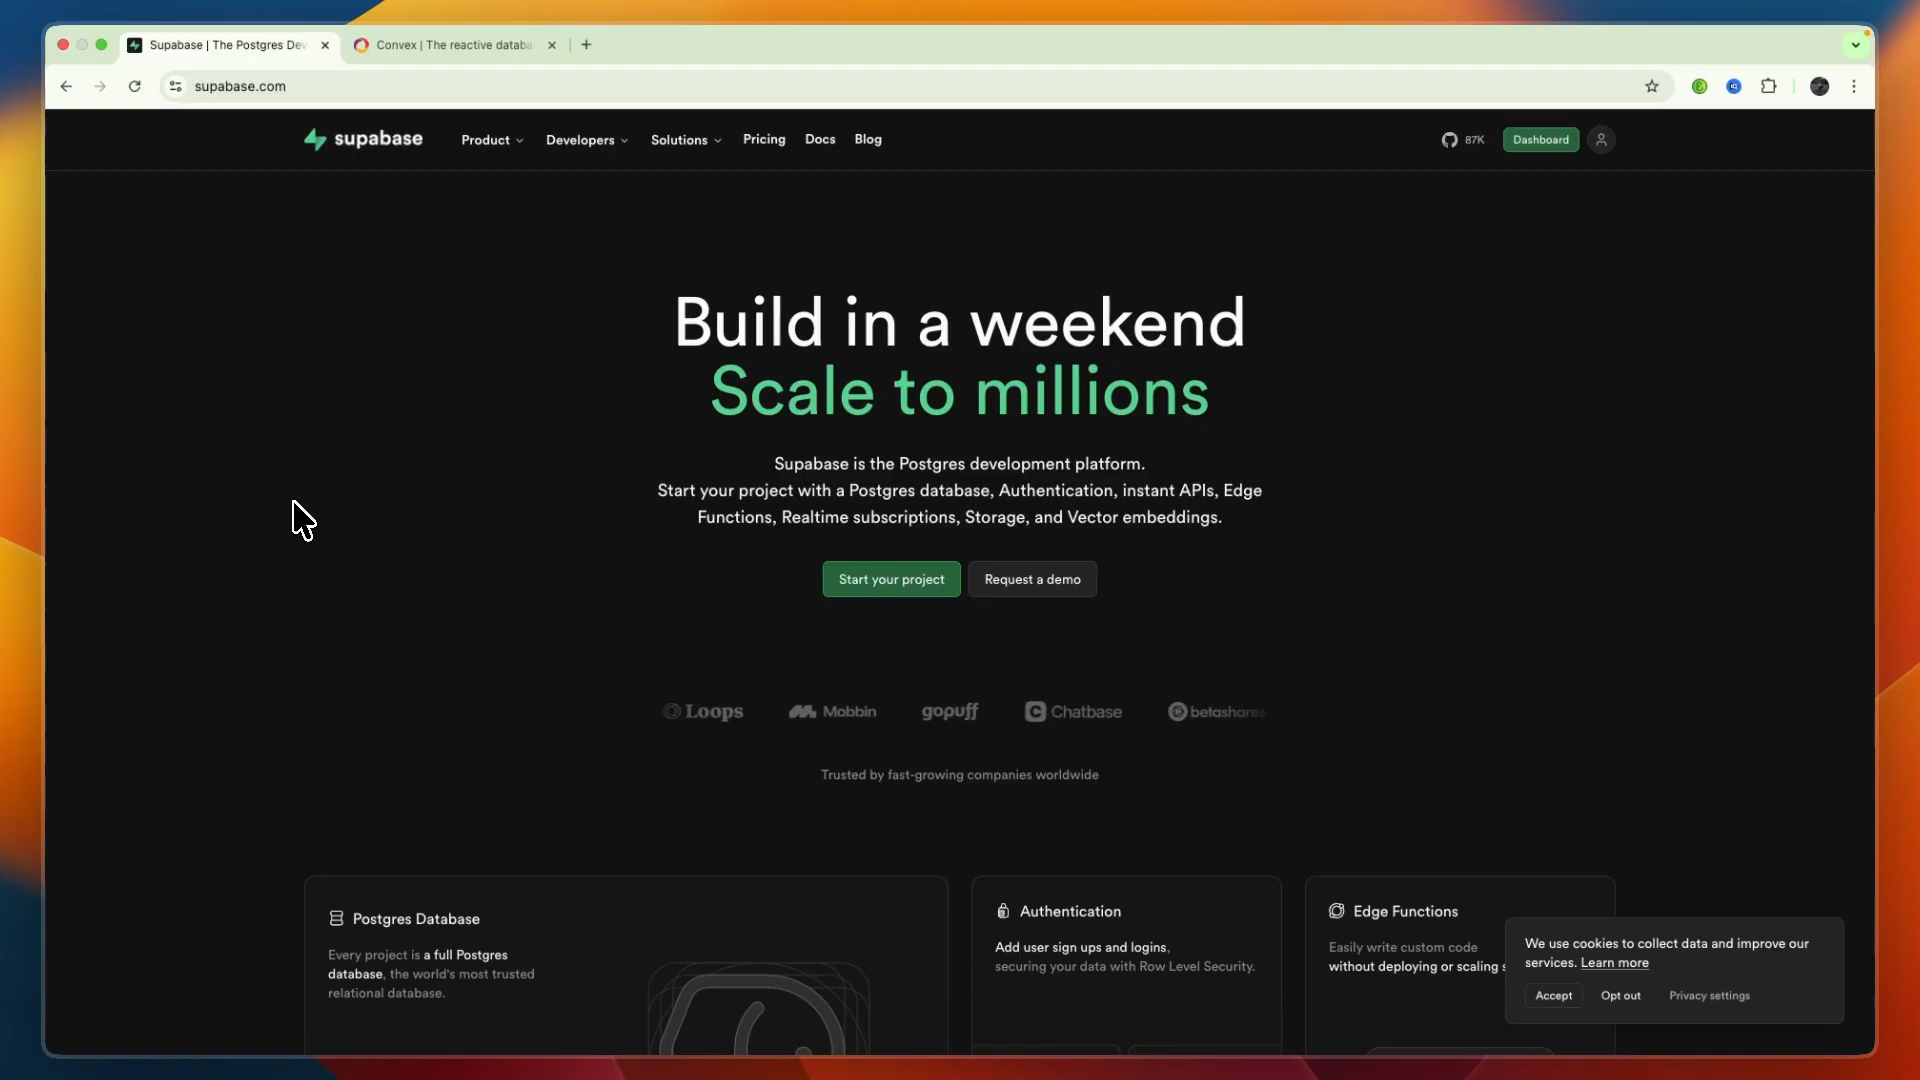 Supabase | The Postgres Dev
Convex | The reactive databa
supabase.com
supabase
Product
Developers
Solutions
Pricing
Docs
Blog
87K
Dashboard
Build in a weekend
Scale to millions
Supabase is the Postgres development platform.
Start your project with a Postgres database, Authentication, instant APIs, Edge
Functions, Realtime subscriptions, Storage, and Vector embeddings.
Start your project
Request a demo
Loops
Mobbin
gopuff
Chatbase
betashares
Trusted by fast-growing companies worldwide
Postgres Database
Every project is a full Postgres
database, the world's most trusted
relational database.
Authentication
Add user sign ups and logins,
securing your data with Row Level Security.
Edge Functions
Easily write custom code
without deploying or scaling s
We use cookies to collect data and improve our
services. Learn more
Accept
Opt out
Privacy settings